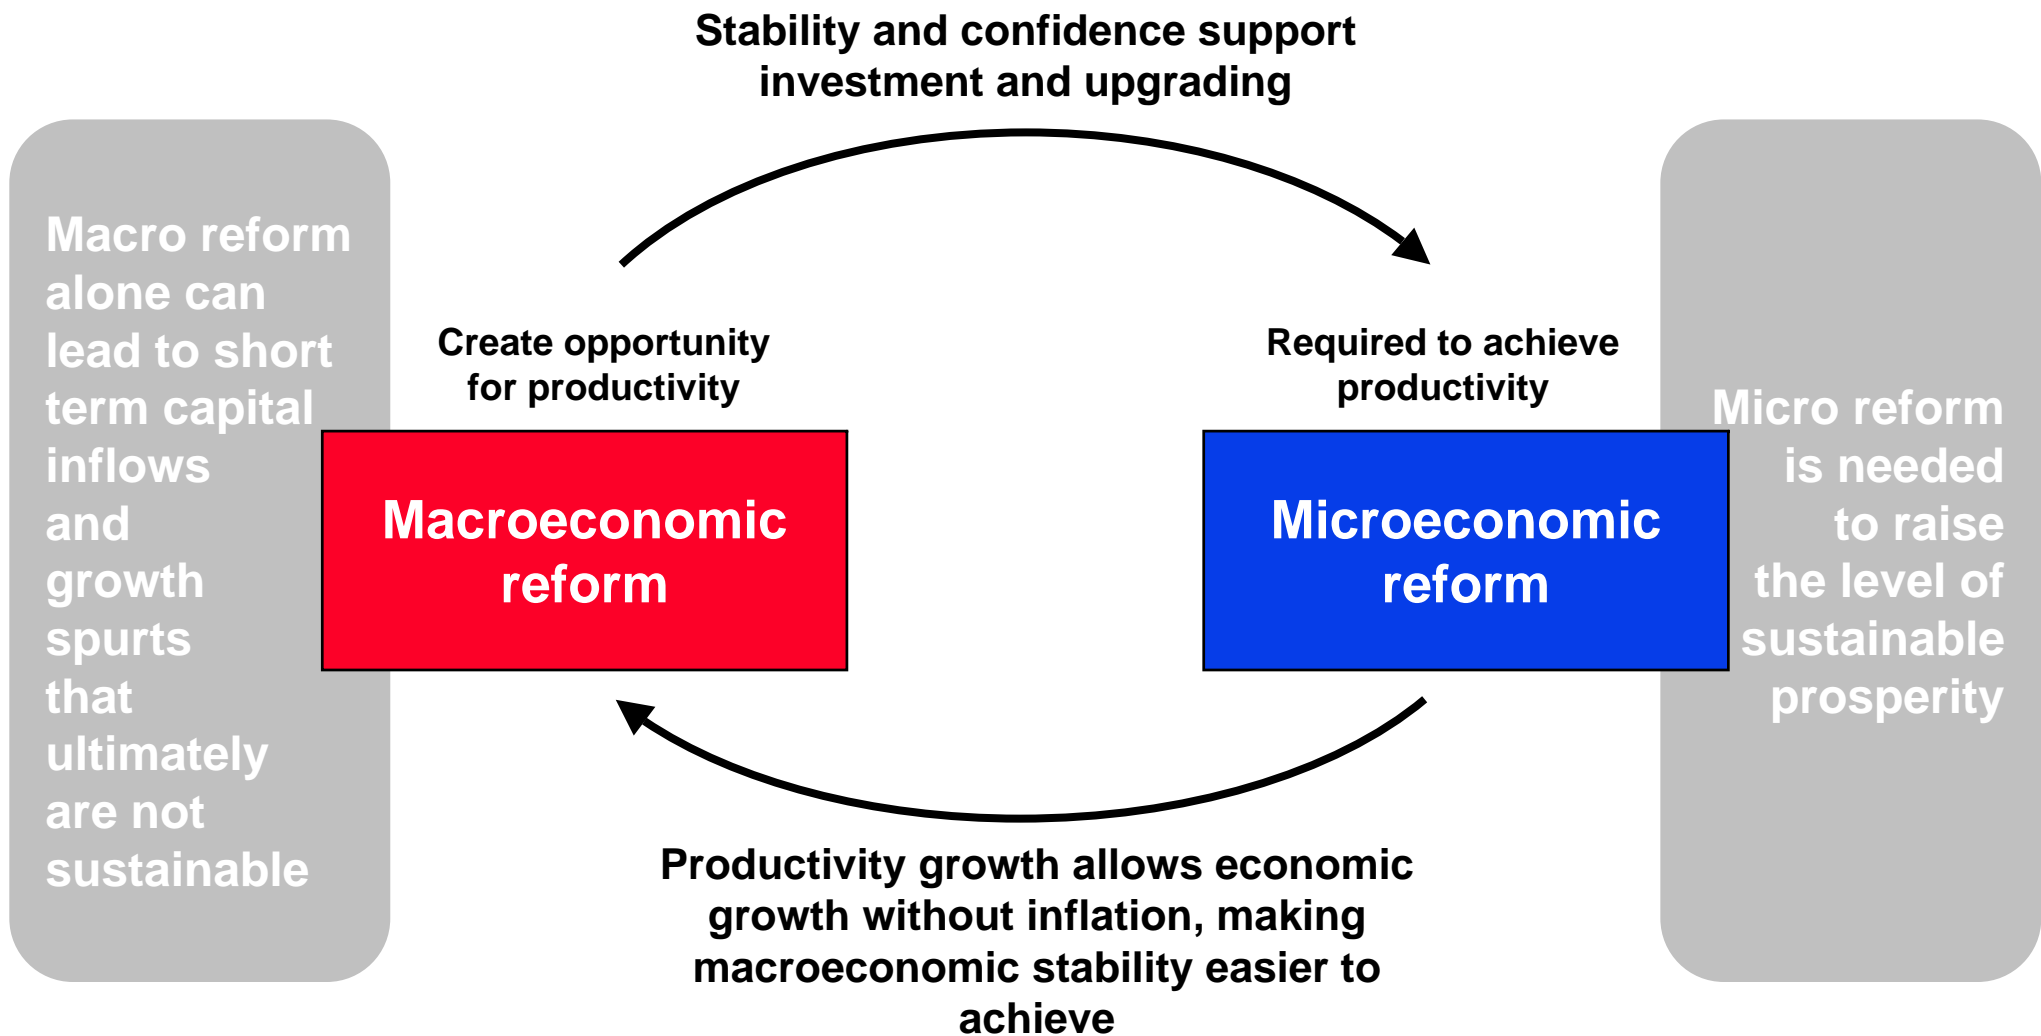 Stability and confidence support
investment and upgrading
Macro reform
alone can
lead to short
term capital
inflows
and
growth
spurts
that
ultimately
are not
sustainable
Create opportunity
for productivity
Macroeconomic
reform
Required to achieve
productivity
Microeconomic
reform
Micro reform
is needed
to raise
the level of
sustainable
prosperity
Productivity growth allows economic
growth without inflation, making
macroeconomic stability easier to
achieve